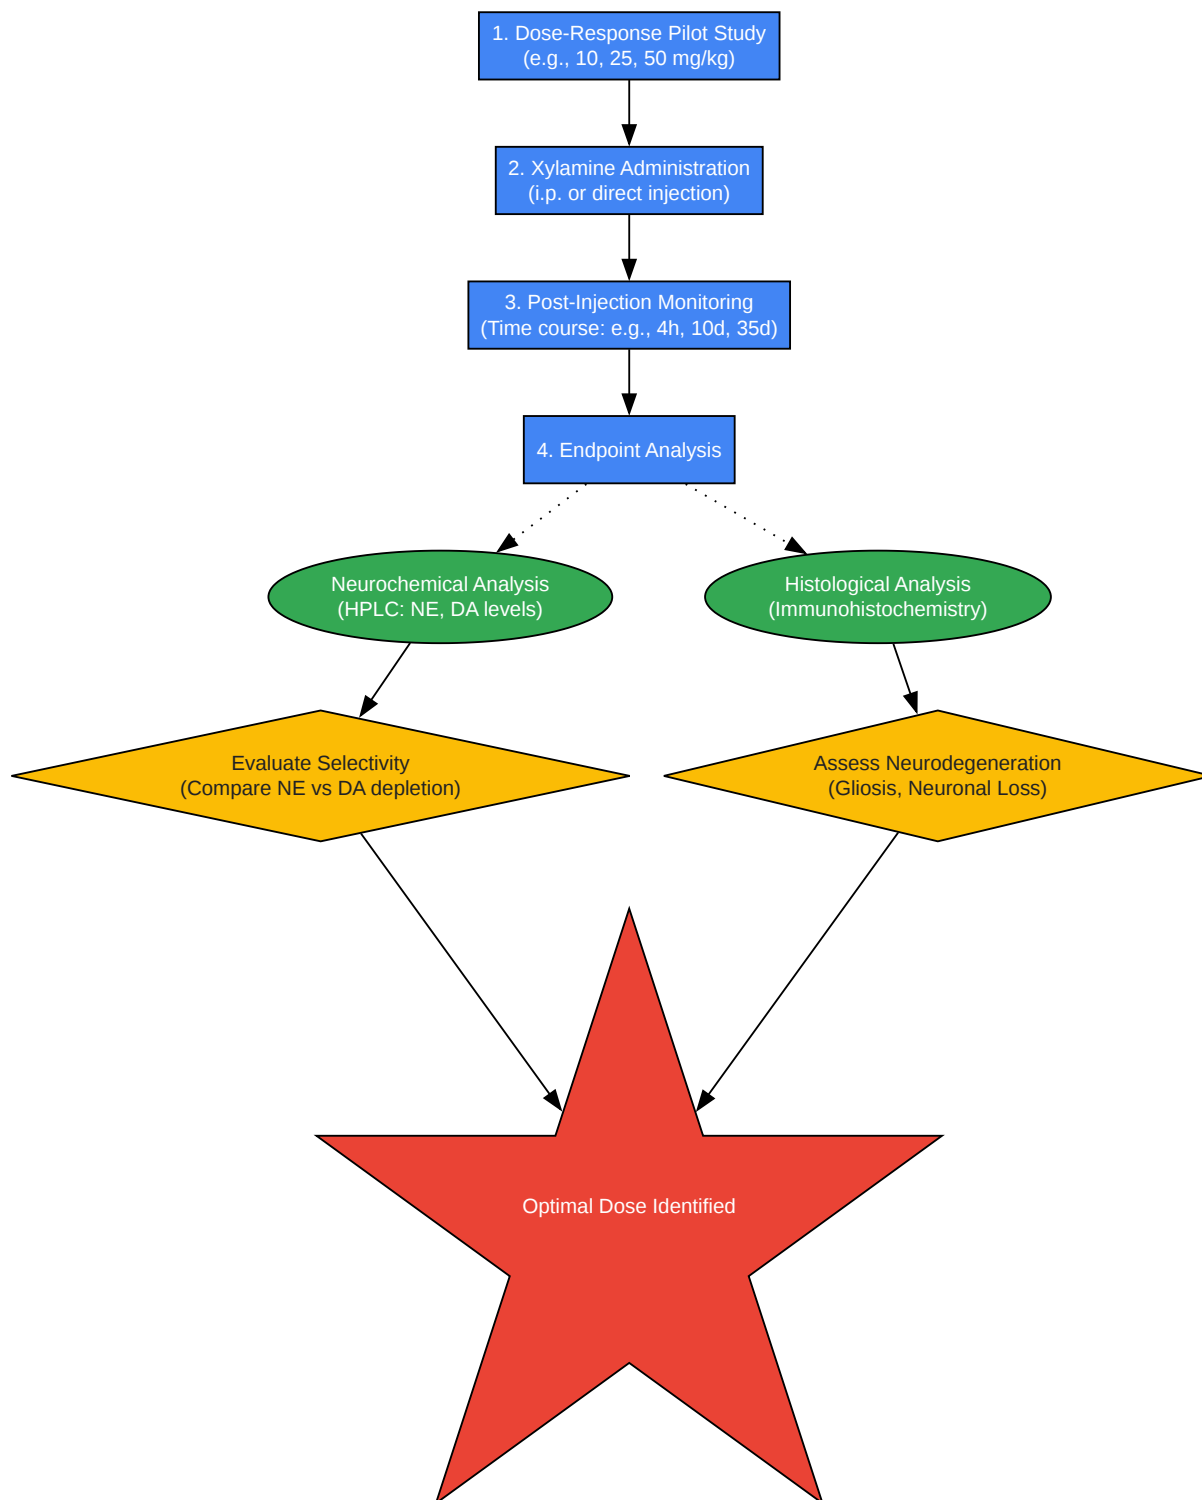 1. Dose-Response Pilot Study
(e.g., 10, 25, 50 mg/kg)
2. Xylamine Administration
(i.p. or direct injection)
3. Post-Injection Monitoring
(Time course: e.g., 4h, 10d, 35d)
4. Endpoint Analysis
Neurochemical Analysis
(HPLC: NE, DA levels)
Histological Analysis
(Immunohistochemistry)
Evaluate Selectivity
(Compare NE vs DA depletion)
Assess Neurodegeneration
(Gliosis, Neuronal Loss)
Optimal Dose Identified